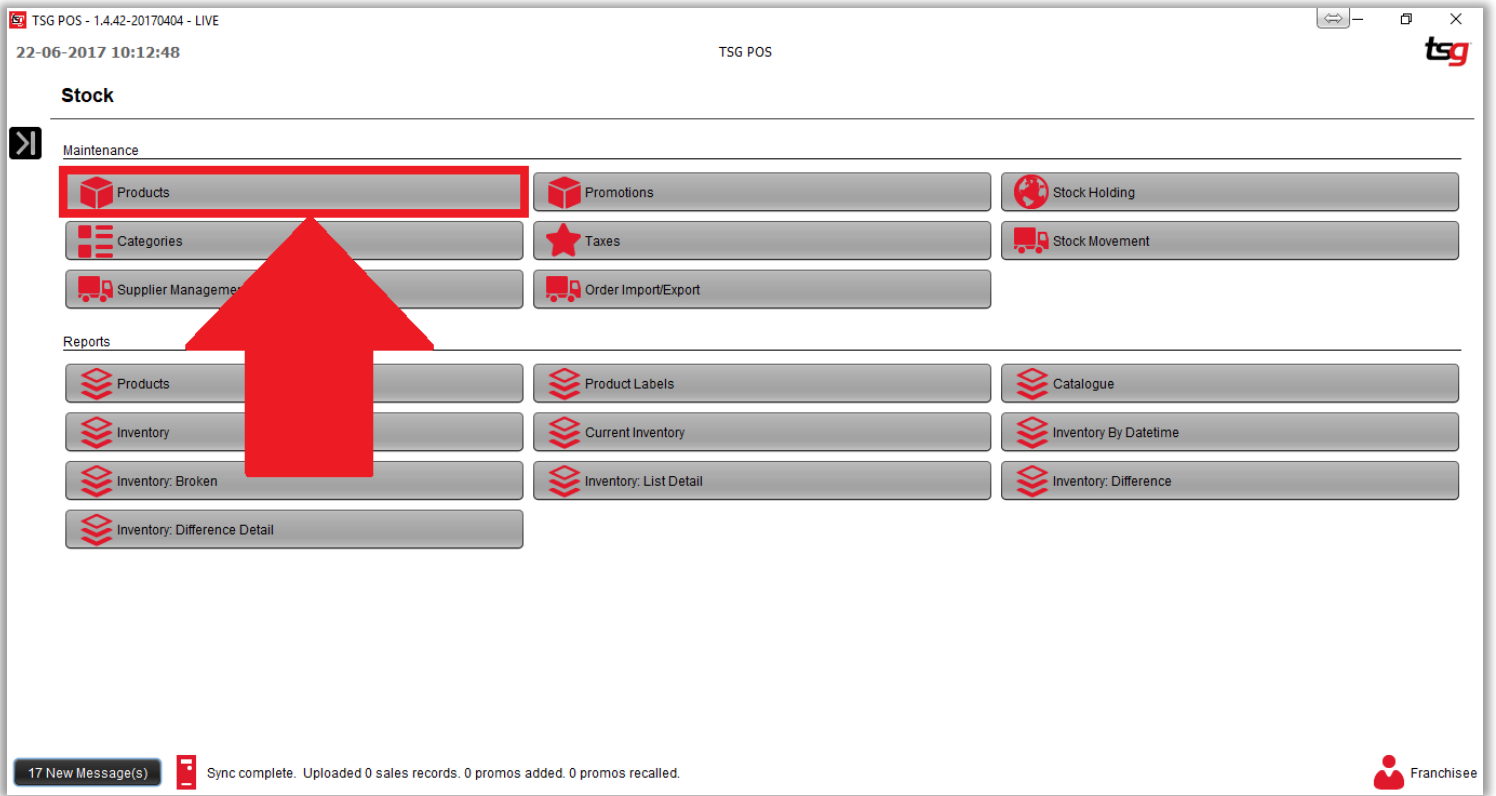 TSG POS - 1.4.42-20170404 - LIVE
22-06-2017 10:12:48
TSG POS
tsg
Stock
Maintenance
Products
Promotions
Stock Holding
Categories
Taxes
Stock Movement
Supplier Managemen
Order Import/Export
Reports
Products
Product Labels
Catalogue
Inventory
Current Inventory
Inventory By Datetime
Inventory: Broken
Inventory: List Detail
Inventory: Difference
Inventory: Difference Detail
17 New Message(s)
Sync complete. Uploaded 0 sales records. 0 promos added. 0 promos recalled.
Franchisee